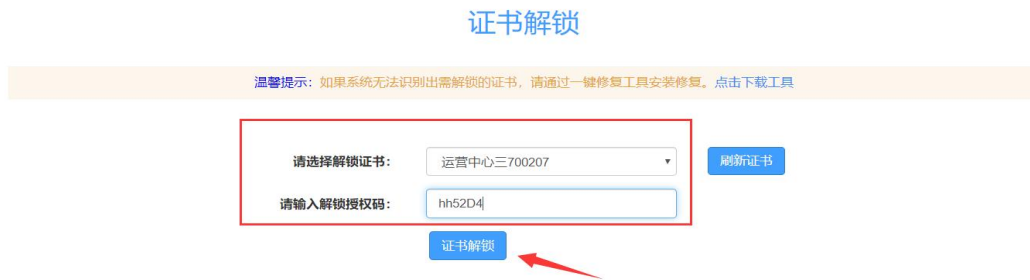 证书解锁
温馨提示：如果系统无法识别出需解锁的证书，请通过一键修复工具安装修复。点击下载工具
请选择解锁证书： 运营中心三700207 刷新证书
请输入解锁授权码： hh52D4
证书解锁